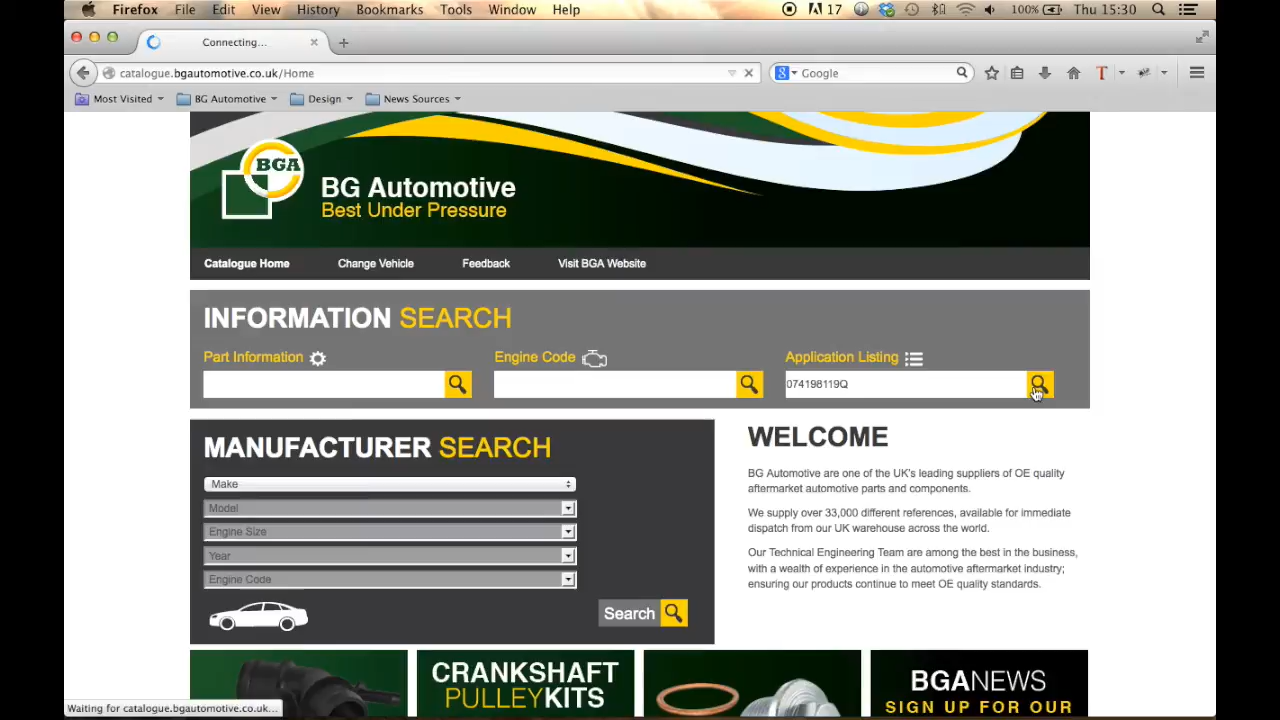 Firefox File Edit View History Bookmarks Tools Window Help 17 100% Thu 15:30
Connecting...
catalogue.bgautomotive.co.uk/Home Google
Most Visited BG Automotive Design News Sources
BGA
BG Automotive
Best Under Pressure
Catalogue Home Change Vehicle Feedback Visit BGA Website
INFORMATION SEARCH
Part Information Engine Code Application Listing
074198119Q
MANUFACTURER SEARCH
Make
Model
Engine Size
Year
Engine Code
Search
WELCOME
BG Automotive are one of the UK's leading suppliers of OE quality
aftermarket automotive parts and components.
We supply over 33,000 different references, available for immediate
dispatch from our UK warehouse across the world.
Our Technical Engineering Team are among the best in the business,
with a wealth of experience in the automotive aftermarket industry;
ensuring our products continue to meet OE quality standards.
CRANKSHAFT
PULLEYKITS
BGANEWS
SIGN UP FOR OUR
Waiting for catalogue.bgautomotive.co.uk...